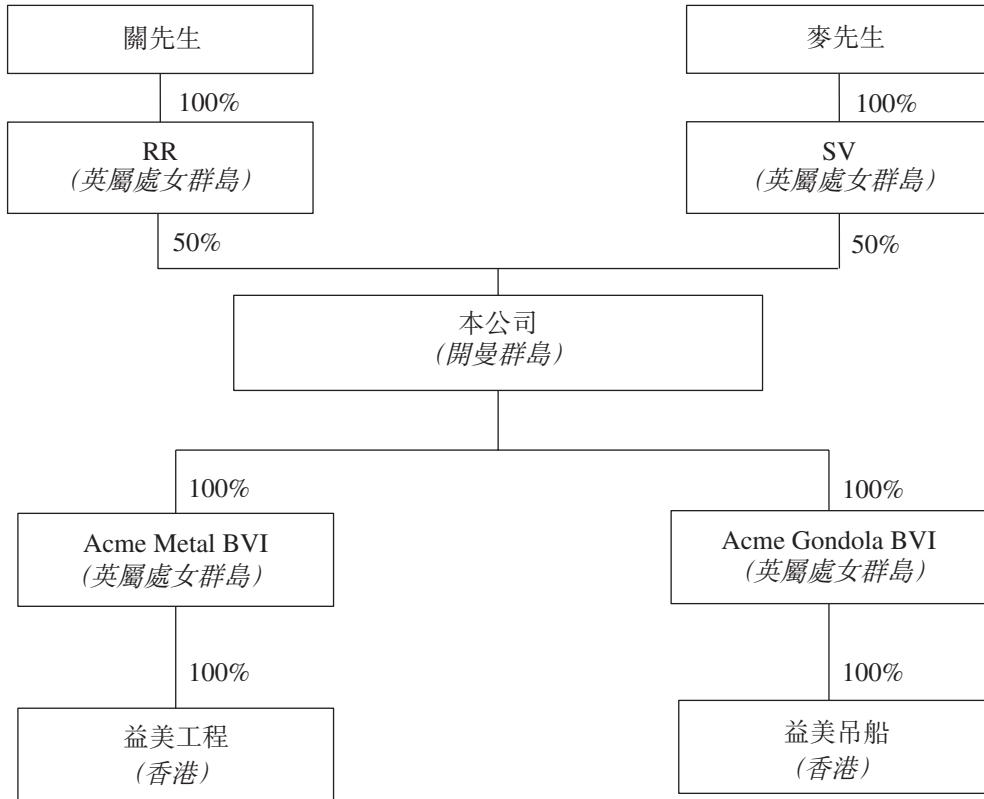 關先生
麥先生
100%
100%
RR
(英屬處女群島)
SV
(英屬處女群島)
50%
50%
本公司
(開曼群島)
100%
100%
Acme Metal BVI
(英屬處女群島)
Acme Gondola BVI
(英屬處女群島)
100%
100%
益美工程
(香港)
益美吊船
(香港)